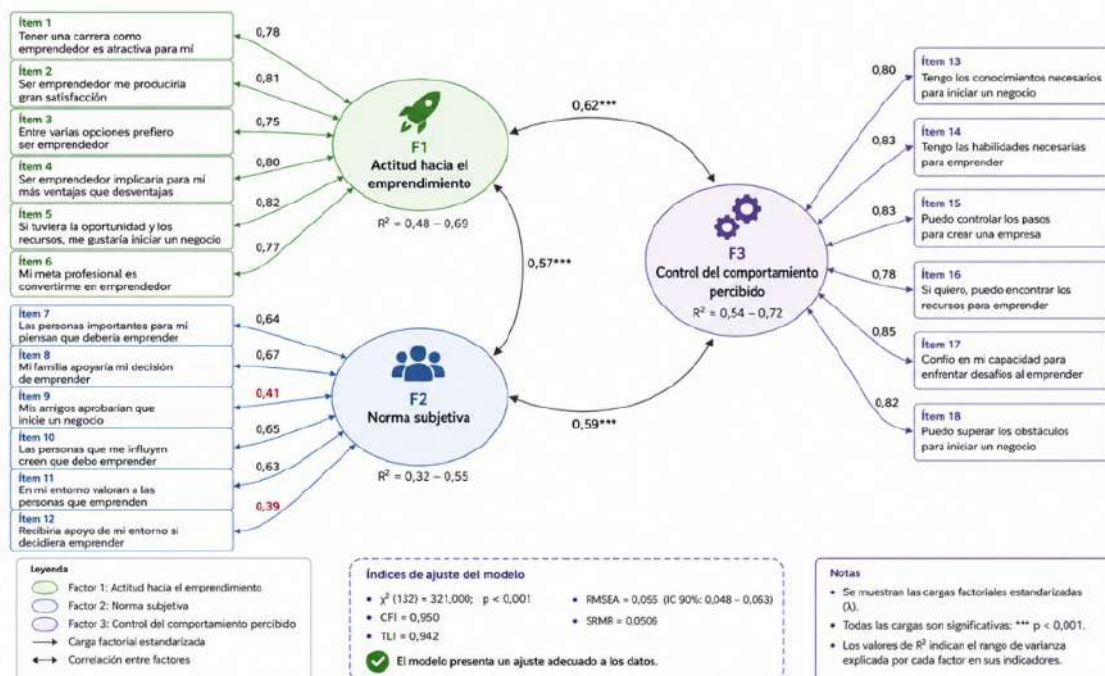 Ítem 1
Tener una carrera como
emprendedor es atractiva para mí
Ítem 2
Ser emprendedor me produciría
gran satisfacción
Ítem 3
Entre varias opciones prefiero
ser emprendedor
Ítem 4
Ser emprendedor implicaría para mí
más ventajas que desventajas
Ítem 5
Si tuviera la oportunidad y los
recursos, me gustaría iniciar un negocio
Ítem 6
Mi meta profesional es
convertirme en emprendedor
0,78
0,81
0,75
0,80
0,82
0,77
F1
Actitud hacia el
emprendimiento
R² = 0,48 – 0,69
Ítem 7
Las personas importantes para mí
piensan que debería emprender
Ítem 8
Mi familia apoyaría mi decisión
de emprender
Ítem 9
Mis amigos aprobarían que
inicie un negocio
Ítem 10
Las personas que me influyen
creen que debo emprender
Ítem 11
En mi entorno valoran a las
personas que emprenden
Ítem 12
Recibiría apoyo de mi entorno si
decidiera emprender
0,64
0,67
0,41
0,65
0,63
0,39
F2
Norma subjetiva
R² = 0,32 – 0,55
0,62***
0,57***
0,59***
F3
Control del comportamiento
percibido
R² = 0,54 – 0,72
0,80
0,83
0,83
0,78
0,85
0,82
Ítem 13
Tengo los conocimientos necesarios
para iniciar un negocio
Ítem 14
Tengo las habilidades necesarias
para emprender
Ítem 15
Puedo controlar los pasos
para crear una empresa
Ítem 16
Si quiero, puedo encontrar los
recursos para emprender
Ítem 17
Confío en mi capacidad para
enfrentar desafíos al emprender
Ítem 18
Puedo superar los obstáculos
para iniciar un negocio
Leyenda
Factor 1: Actitud hacia el emprendimiento
Factor 2: Norma subjetiva
Factor 3: Control del comportamiento percibido
Carga factorial estandarizada
Correlación entre factores
Índices de ajuste del modelo
• χ² (132) = 321,000; p < 0,001
• CFI = 0,950
• TLI = 0,942
• RMSEA = 0,055 (IC 90%: 0,048 – 0,063)
• SRMR = 0,0506
El modelo presenta un ajuste adecuado a los datos.
Notas
• Se muestran las cargas factoriales estandarizadas
(λ).
• Todas las cargas son significativas: *** p < 0,001.
• Los valores de R² indican el rango de varianza
explicada por cada factor en sus indicadores.